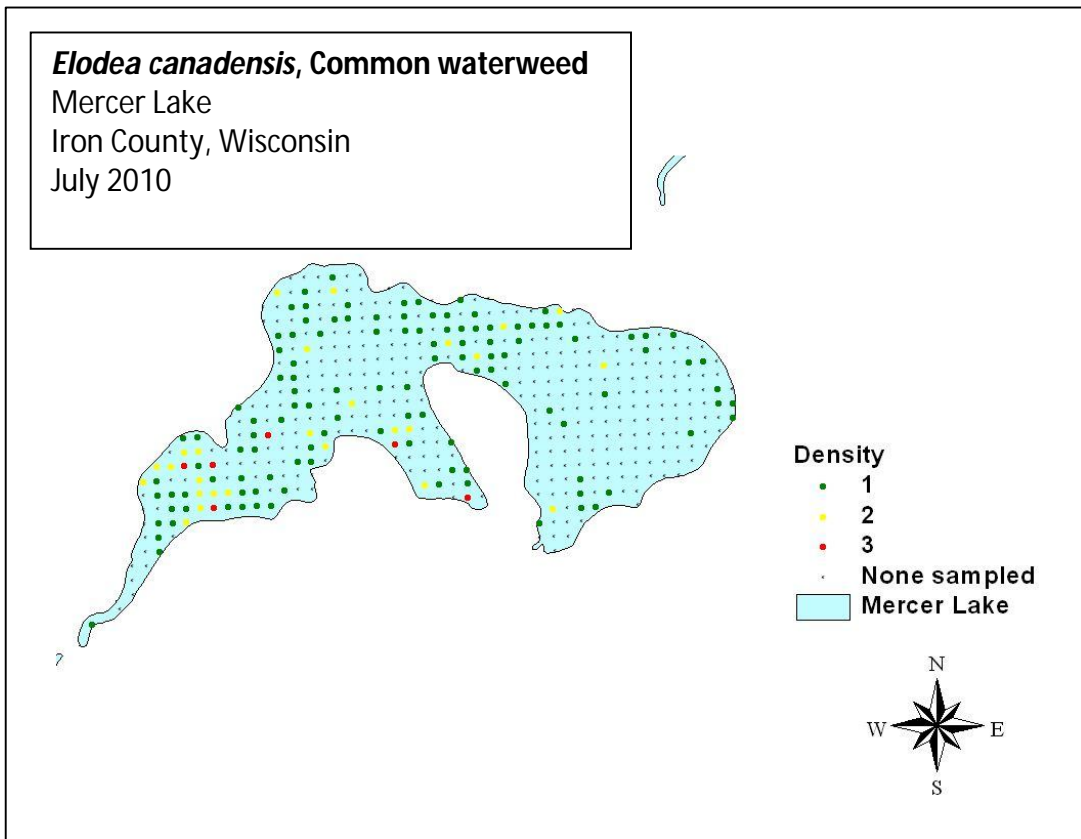 Elodea canadensis, Common waterweed
Mercer Lake
Iron County, Wisconsin
July 2010
Density
1
2
3
None sampled
Mercer Lake
N
W E
S